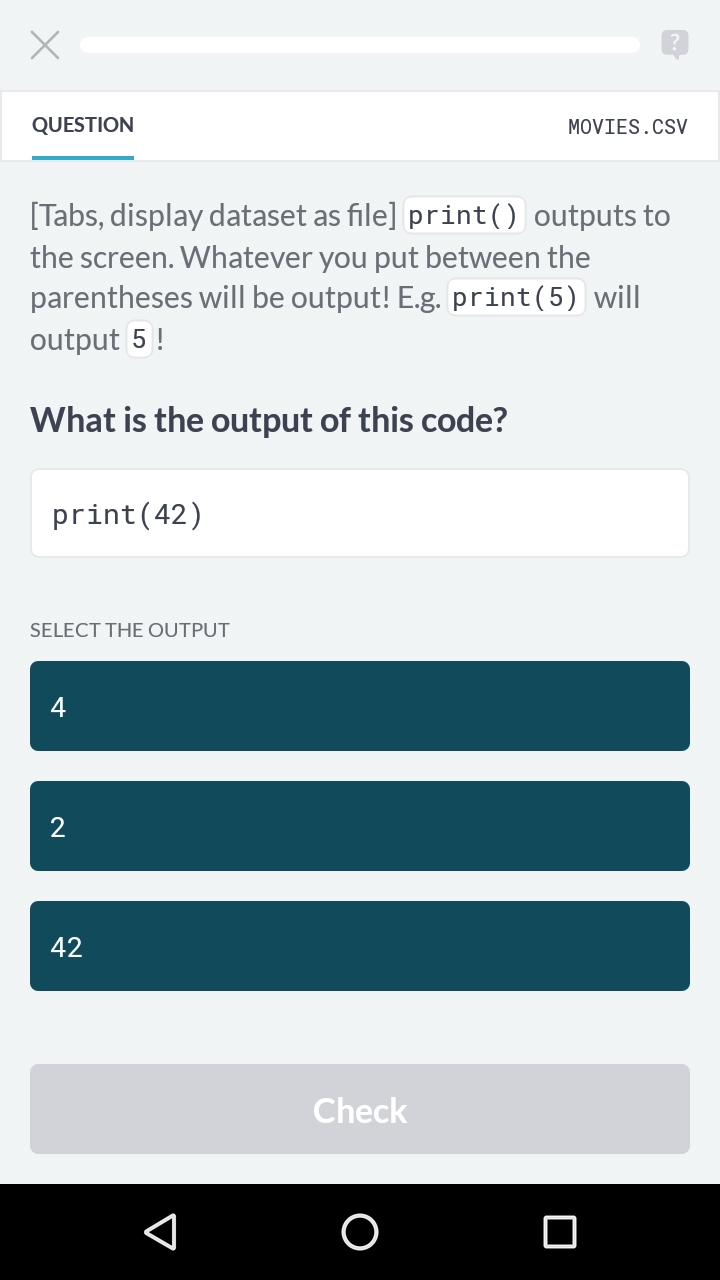 ?
QUESTION
MOVIES.CSV
[Tabs, display dataset as file] print() outputs to
the screen. Whatever you put between the
parentheses will be output! E.g. print(5) will
output 5!
What is the output of this code?
print(42)
SELECT THE OUTPUT
4
2
42
Check